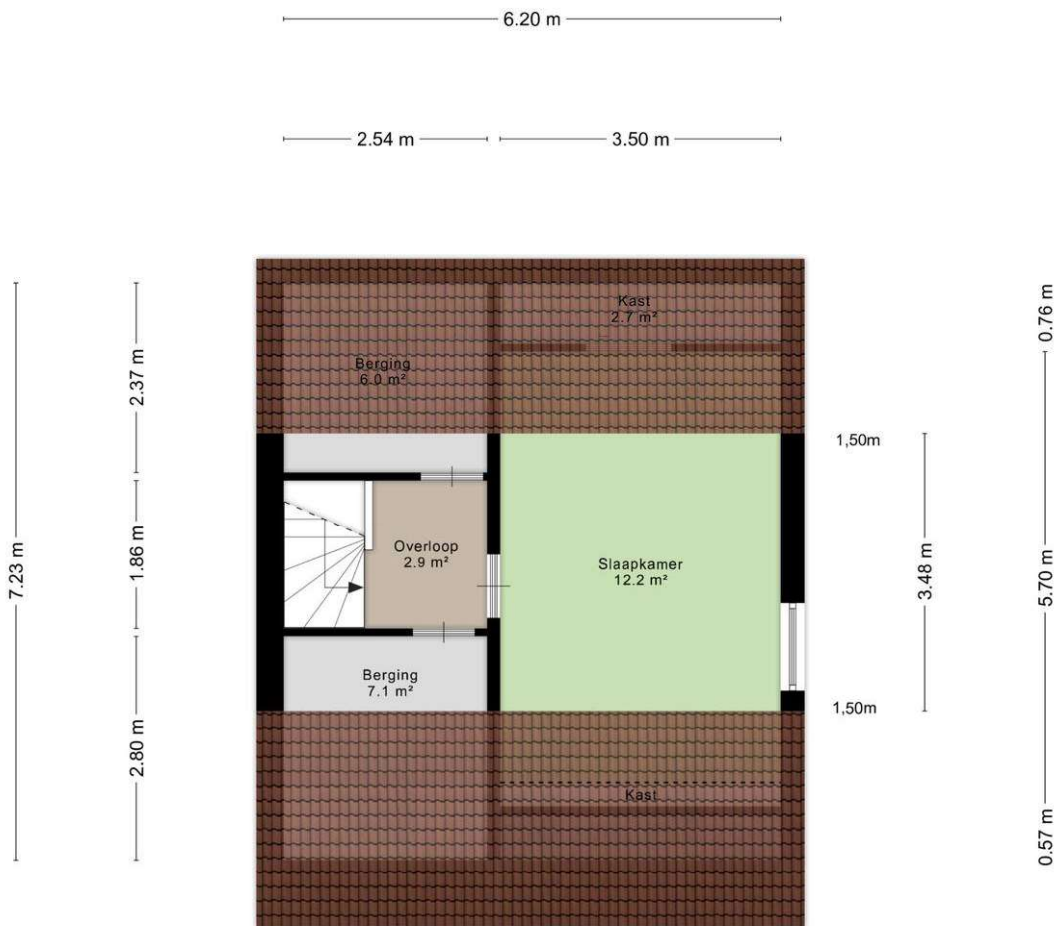 6.20 m
2.54 m
3.50 m
7.23 m
2.37 m
1.86 m
2.80 m
Berging
6.0 m²
Kast
2.7 m²
Overloop
2.9 m²
Slaapkamer
12.2 m²
Berging
7.1 m²
Kast
1,50m
1,50m
3.48 m
0.76 m
5.70 m
0.57 m